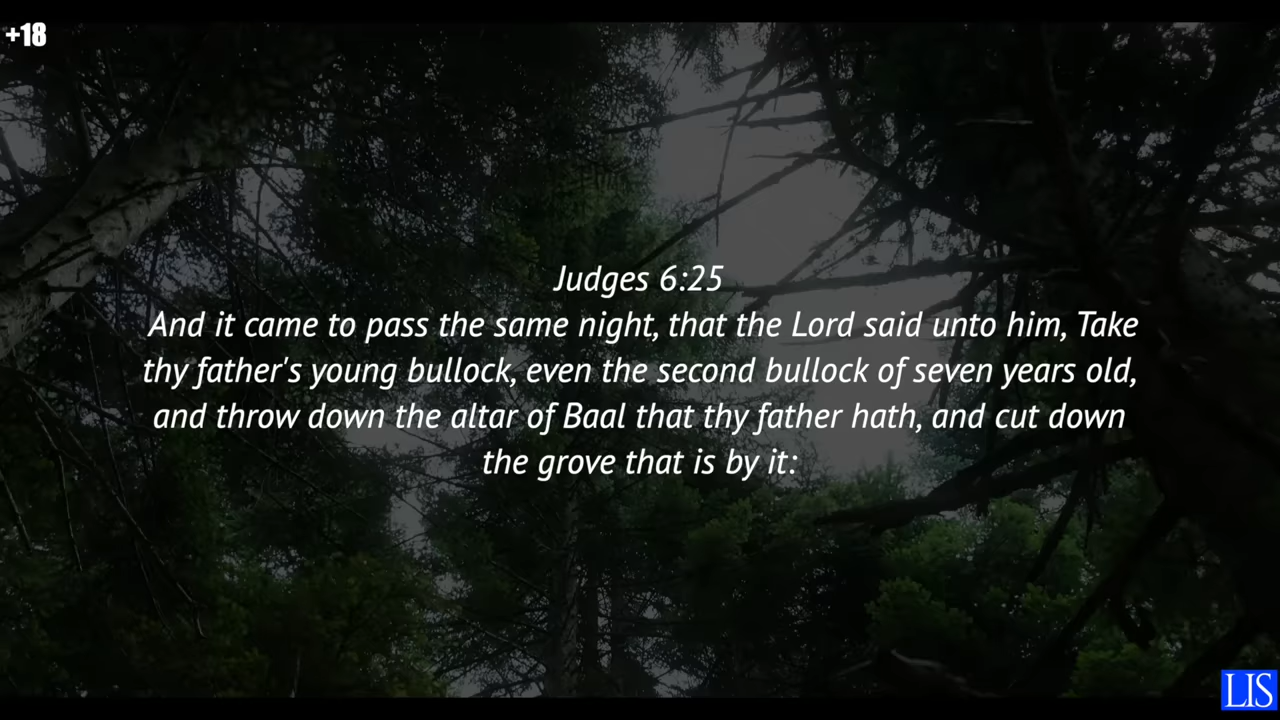 +18
Judges 6:25
And it came to pass the same night, that the Lord said unto him, Take
thy father's young bullock, even the second bullock of seven years old,
and throw down the altar of Baal that thy father hath, and cut down
the grove that is by it:
LIS